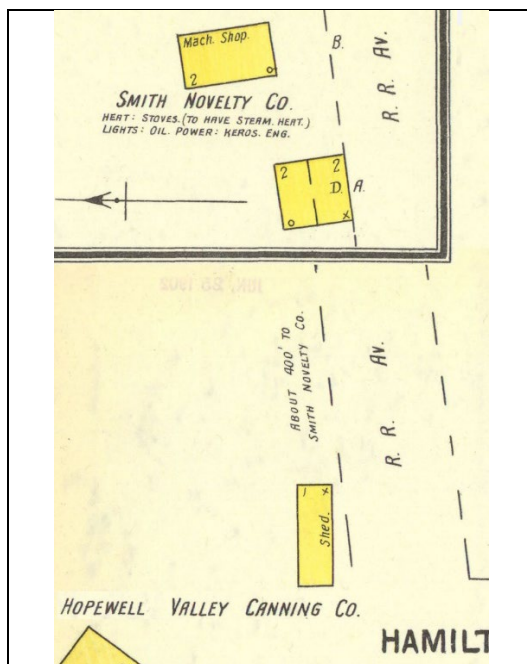 Mach. Shop.
2
o
B.
R. R. Av.
SMITH NOVELTY CO.
HEAT: STOVES. (TO HAVE STEAM. HEAT.)
LIGHTS: OIL. POWER: KEROS. ENG.
2 2
D. A.
o x
ABOUT 400' TO
SMITH NOVELTY CO.
R. R. Av.
1 x
Shed.
HOPEWELL VALLEY CANNING CO.
HAMILT